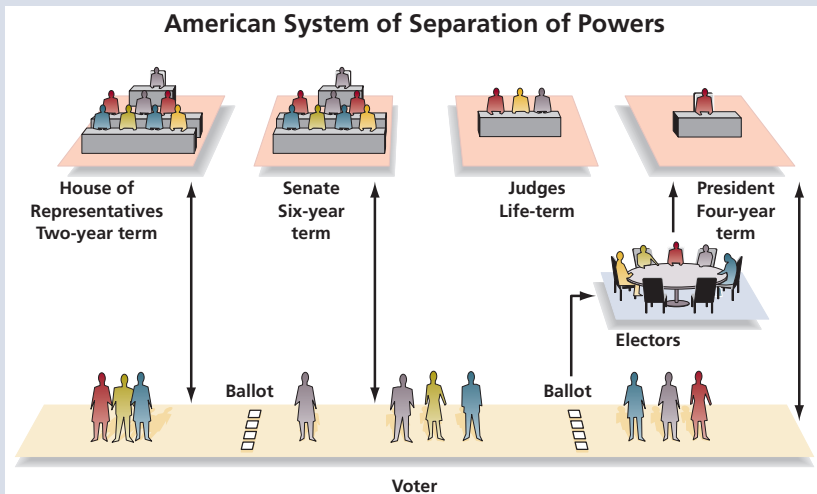 American System of Separation of Powers
House of
Representatives
Two-year term
Senate
Six-year
term
Judges
Life-term
President
Four-year
term
Electors
Ballot
Ballot
Voter